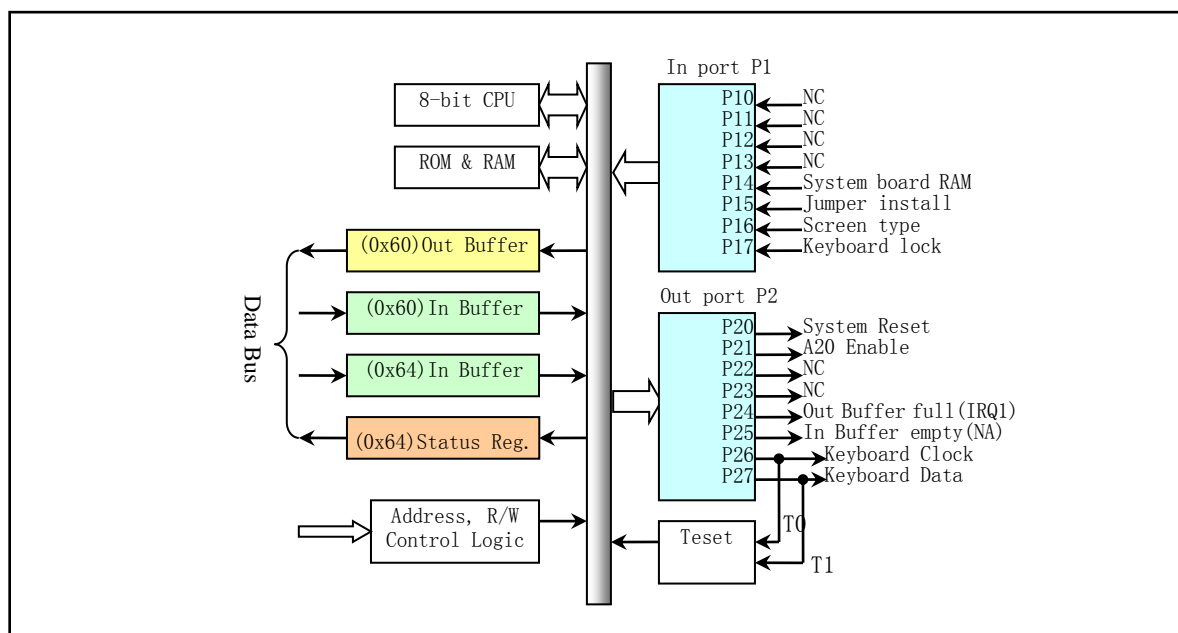 In port P1
8-bit CPU
ROM & RAM
P10 NC
P11 NC
P12 NC
P13 NC
P14 System board RAM
P15 Jumper install
P16 Screen type
P17 Keyboard lock
(0x60)Out Buffer
(0x60)In Buffer
(0x64)In Buffer
(0x64)Status Reg.
Data Bus
Address, R/W
Control Logic
Out port P2
P20 System Reset
P21 A20 Enable
P22 NC
P23 NC
P24 Out Buffer full(IRQ1)
P25 In Buffer empty(NA)
P26 Keyboard Clock
P27 Keyboard Data
Teset
T0
T1